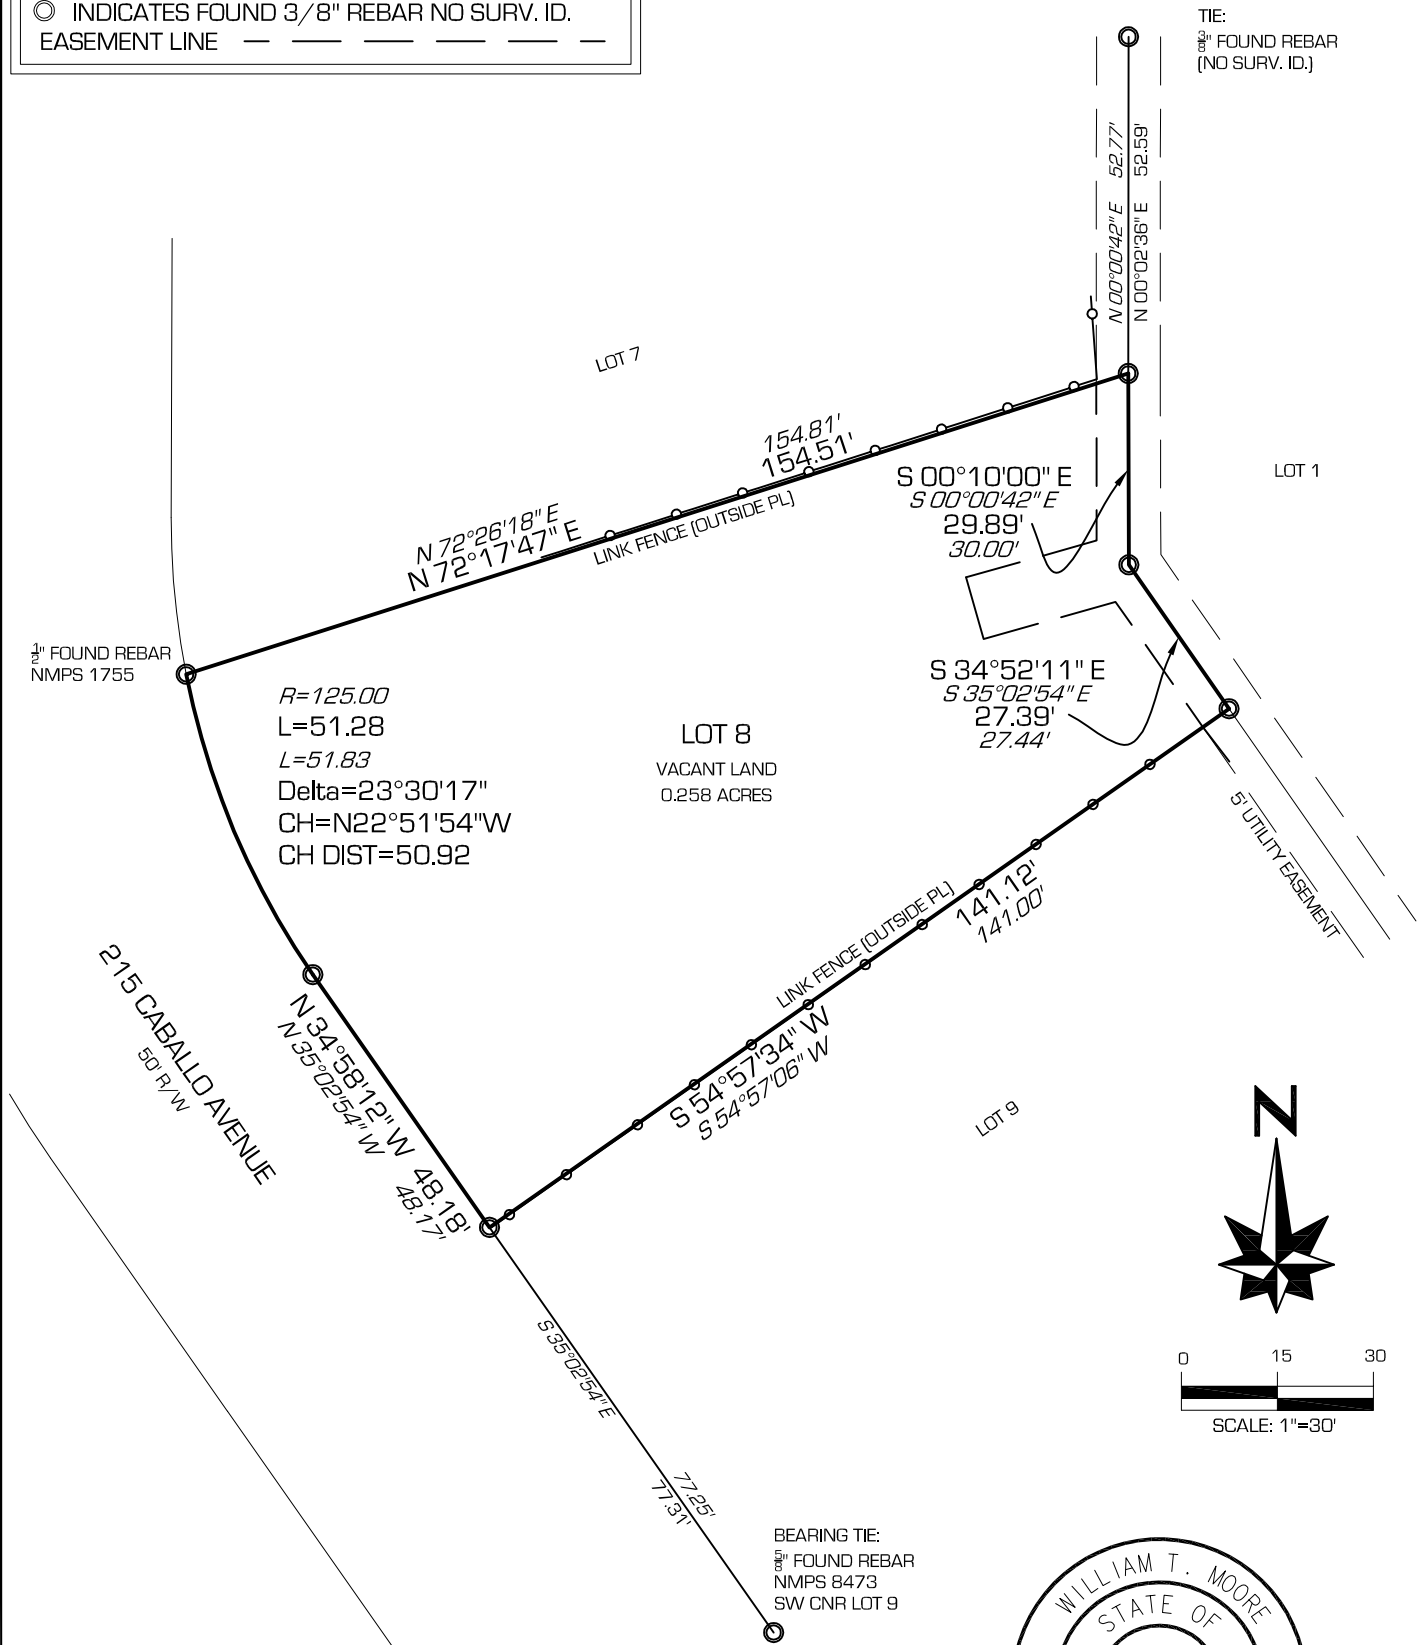 INDICATES FOUND 3/8" REBAR NO SURV. ID.
EASEMENT LINE
TIE:
3/8" FOUND REBAR
(NO SURV. ID.)
N 00°00'42" E 52.77'
N 00°02'36" E 52.59'
LOT 7
154.81'
154.51'
N 72°26'18" E
N 72°17'47" E
LINK FENCE (OUTSIDE PL)
S 00°10'00" E
S 00°00'42" E
29.89'
30.00'
LOT 1
1/2" FOUND REBAR
NMPS 1755
R=125.00
L=51.28
L=51.83
Delta=23°30'17"
CH=N22°51'54"W
CH DIST=50.92
LOT 8
VACANT LAND
0.258 ACRES
S 34°52'11" E
S 35°02'54" E
27.39'
27.44'
5' UTILITY EASEMENT
LINK FENCE (OUTSIDE PL)
141.12'
141.00'
S 54°57'34" W
S 54°57'06" W
215 CABALLO AVENUE
50' R/W
N 34°58'12" W 48.18'
N 35°02'54" W 48.17'
LOT 9
N
S 35°02'54" E
77.25'
77.31'
0 15 30
SCALE: 1"=30'
BEARING TIE:
5/8" FOUND REBAR
NMPS 8473
SW CNR LOT 9
WILLIAM T. MOORE
STATE OF